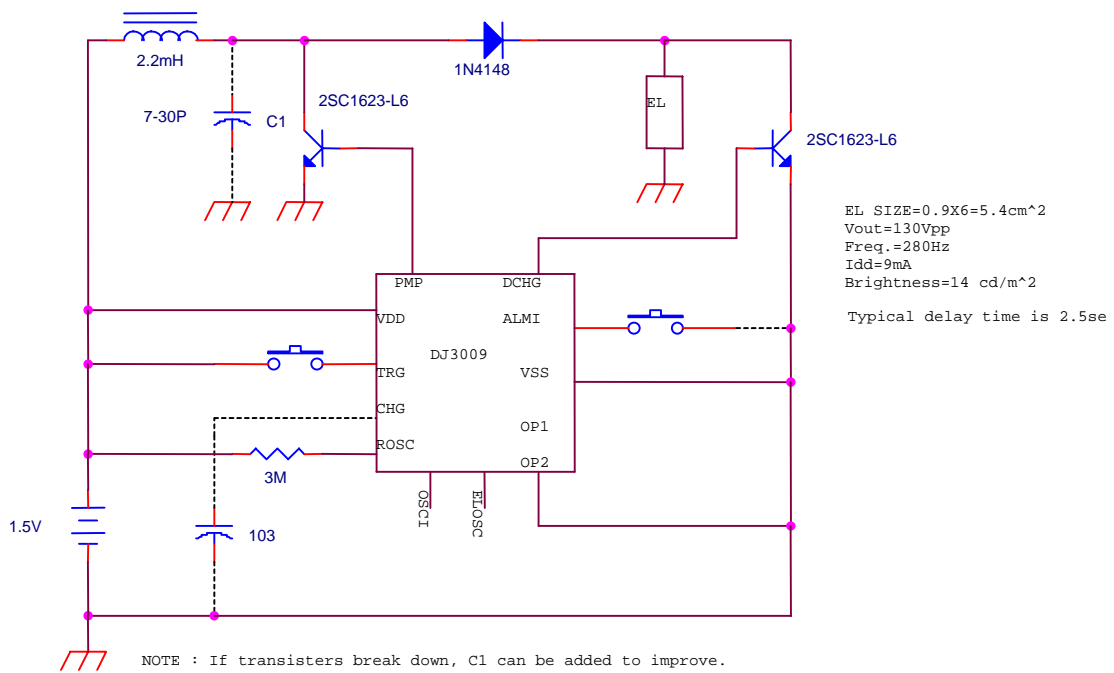 2.2mH
1N4148
7-30P
C1
2SC1623-L6
EL
2SC1623-L6
EL SIZE=0.9X6=5.4cm^2
Vout=130Vpp
Freq.=280Hz
Idd=9mA
Brightness=14 cd/m^2
Typical delay time is 2.5se
PMP
DCHG
VDD
ALMI
DJ3009
TRG
VSS
CHG
OP1
ROSC
OP2
3M
OSCI
ELOSC
1.5V
103
NOTE : If transisters break down, C1 can be added to improve.